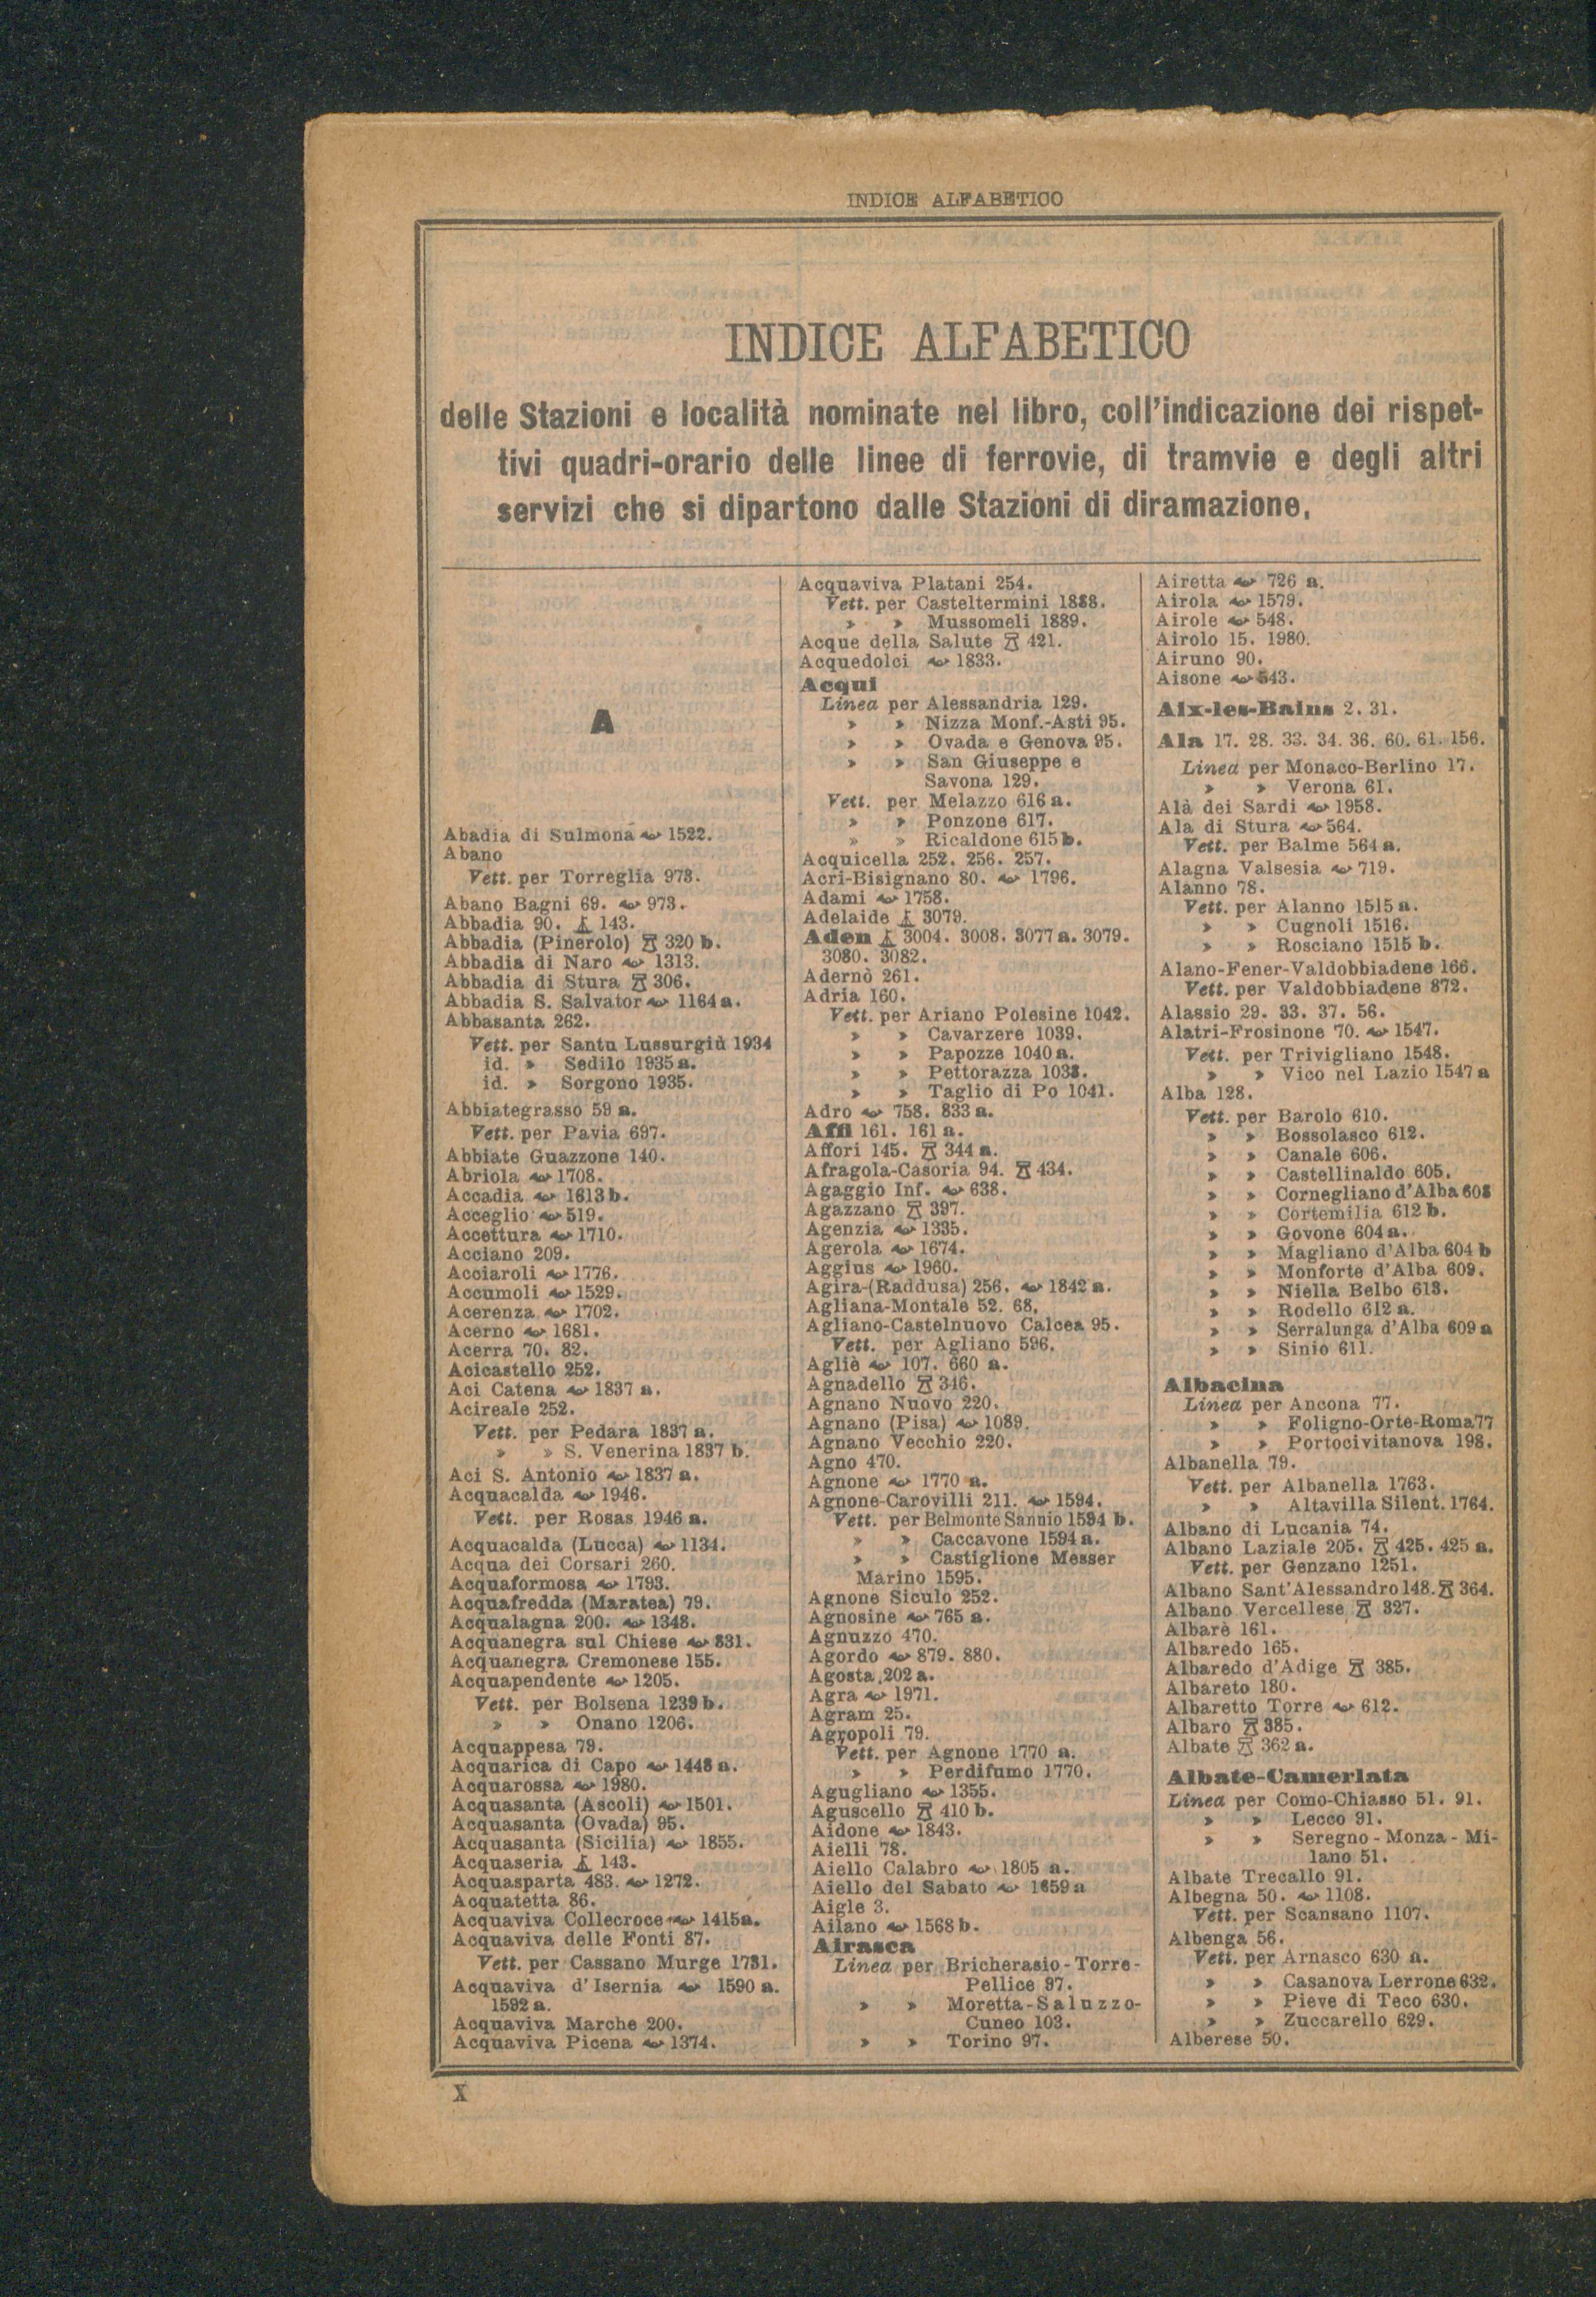 INDICE ALFABETICO
INDICE ALFABETICO
delle Stazioni e località nominate nel libro, coll'indicazione dei rispet-
tivi quadri-orario delle linee di ferrovie, di tramvie e degli altri
servizi che si dipartono dalle Stazioni di diramazione.
A
Abadia di Sulmona 1522.
Abano
Vett. per Torreglia 973.
Abano Bagni 69. 973.
Abbadia 90. 143.
Abbadia (Pinerolo) 320 b.
Abbadia di Naro 1313.
Abbadia di Stura 306.
Abbadia S. Salvator 1164 a.
Abbasanta 262.
Vett. per Santu Lussurgiù 1934
id. » Sedilo 1935 a.
id. » Sorgono 1935.
Abbiategrasso 59 a.
Vett. per Pavia 697.
Abbiate Guazzone 140.
Abriola 1708.
Accadia 1613 b.
Acceglio 519.
Accettura 1710.
Acciano 209.
Acciaroli 1776.
Accumoli 1529.
Acerenza 1702.
Acerno 1681.
Acerra 70. 82.
Acicastello 252.
Aci Catena 1837 a.
Acireale 252.
Vett. per Pedara 1837 a.
» » S. Venerina 1837 b.
Aci S. Antonio 1837 a.
Acquacalda 1946.
Vett. per Rosas 1946 a.
Acquacalda (Lucca) 1134.
Acqua dei Corsari 260.
Acquaformosa 1793.
Acquafredda (Maratea) 79.
Acqualagna 200. 1348.
Acquanegra sul Chiese 831.
Acquanegra Cremonese 155.
Acquapendente 1205.
Vett. per Bolsena 1239 b.
» » Onano 1206.
Acquappesa 79.
Acquarica di Capo 1448 a.
Acquarossa 1980.
Acquasanta (Ascoli) 1501.
Acquasanta (Ovada) 95.
Acquasanta (Sicilia) 1855.
Acquaseria 143.
Acquasparta 483. 1272.
Acquatetta 86.
Acquaviva Collecroce 1415a.
Acquaviva delle Fonti 87.
Vett. per Cassano Murge 1731.
Acquaviva d'Isernia 1590 a.
1592 a.
Acquaviva Marche 200.
Acquaviva Picena 1374.
Acquaviva Platani 254.
Vett. per Casteltermini 1888.
» » Mussomeli 1889.
Acque della Salute 421.
Acquedolci 1833.
Acqui
Linea per Alessandria 129.
» » Nizza Monf.-Asti 95.
» » Ovada e Genova 95.
» » San Giuseppe e
Savona 129.
Vett. per Melazzo 616 a.
» » Ponzone 617.
» » Ricaldone 615 b.
Acquicella 252. 256. 257.
Acri-Bisignano 80. 1796.
Adami 1758.
Adelaide 3079.
Aden 3004. 3008. 3077 a. 3079.
3080. 3082.
Adernò 261.
Adria 160.
Vett. per Ariano Polesine 1042.
» » Cavarzere 1039.
» » Papozze 1040 a.
» » Pettorazza 1038.
» » Taglio di Po 1041.
Adro 758. 833 a.
Affi 161. 161 a.
Affori 145. 344 a.
Afragola-Casoria 94. 434.
Agaggio Inf. 638.
Agazzano 397.
Agenzia 1335.
Agerola 1674.
Aggius 1960.
Agira-(Raddusa) 256. 1842 a.
Agliana-Montale 52. 68.
Agliano-Castelnuovo Calcea 95.
Vett. per Agliano 596.
Agliè 107. 660 a.
Agnadello 346.
Agnano Nuovo 220.
Agnano (Pisa) 1089.
Agnano Vecchio 220.
Agno 470.
Agnone 1770 a.
Agnone-Carovilli 211. 1594.
Vett. per Belmonte Sannio 1594 b.
» » Caccavone 1594 a.
» » Castiglione Messer
Marino 1595.
Agnone Siculo 252.
Agnosine 765 a.
Agnuzzo 470.
Agordo 879. 880.
Agosta 202 a.
Agra 1971.
Agram 25.
Agropoli 79.
Vett. per Agnone 1770 a.
» » Perdifumo 1770.
Agugliano 1355.
Aguscello 410 b.
Aidone 1843.
Aielli 78.
Aiello Calabro 1805 a.
Aiello del Sabato 1659 a
Aigle 3.
Ailano 1568 b.
Airasca
Linea per Bricherasio-Torre-
Pellice 97.
» » Moretta-Saluzzo-
Cuneo 103.
» » Torino 97.
Airetta 726 a.
Airola 1579.
Airole 548.
Airolo 15. 1980.
Airuno 90.
Aisone 543.
Aix-les-Bains 2. 31.
Ala 17. 28. 33. 34. 36. 60. 61. 156.
Linea per Monaco-Berlino 17.
» » Verona 61.
Alà dei Sardi 1958.
Ala di Stura 564.
Vett. per Balme 564 a.
Alagna Valsesia 719.
Alanno 78.
Vett. per Alanno 1515 a.
» » Cugnoli 1516.
» » Rosciano 1515 b.
Alano-Fener-Valdobbiadene 166.
Vett. per Valdobbiadene 872.
Alassio 29. 33. 37. 56.
Alatri-Frosinone 70. 1547.
Vett. per Trivigliano 1548.
» » Vico nel Lazio 1547 a
Alba 128.
Vett. per Barolo 610.
» » Bossolasco 612.
» » Canale 606.
» » Castellinaldo 605.
» » Cornegliano d'Alba 608
» » Cortemilia 612 b.
» » Govone 604 a.
» » Magliano d'Alba 604 b
» » Monforte d'Alba 609.
» » Niella Belbo 613.
» » Rodello 612 a.
» » Serralunga d'Alba 609 a
» » Sinio 611.
Albacina
Linea per Ancona 77.
» » Foligno-Orte-Roma77
» » Portocivitanova 198.
Albanella 79.
Vett. per Albanella 1763.
» » Altavilla Silent. 1764.
Albano di Lucania 74.
Albano Laziale 205. 425. 425 a.
Vett. per Genzano 1251.
Albano Sant'Alessandro 148. 364.
Albano Vercellese 327.
Albarè 161.
Albaredo 165.
Albaredo d'Adige 385.
Albareto 180.
Albaretto Torre 612.
Albaro 385.
Albate 362 a.
Albate-Camerlata
Linea per Como-Chiasso 51. 91.
» » Lecco 91.
» » Seregno-Monza-Mi-
lano 51.
Albate Trecallo 91.
Albegna 50. 1108.
Vett. per Scansano 1107.
Albenga 56.
Vett. per Arnasco 630 a.
» » Casanova Lerrone 632.
» » Pieve di Teco 630.
» » Zuccarello 629.
Alberese 50.
X